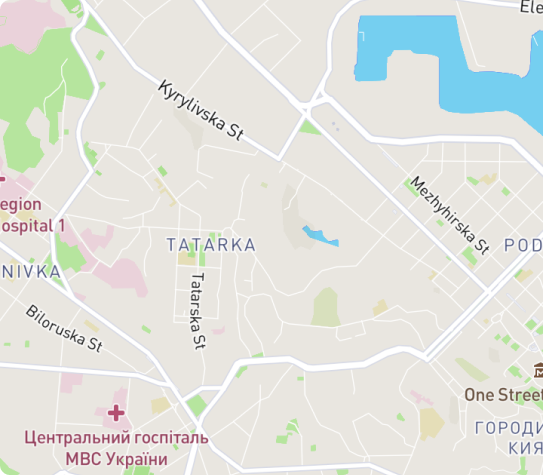 Ele
Kyrylivska St
Mezhyhirska St
egion
ospital 1
TATARKA
POD
NIVKA
Tatarska St
Biloruska St
One Street
ГОРОДИ
КИЯ
Центральний госпіталь
МВС України